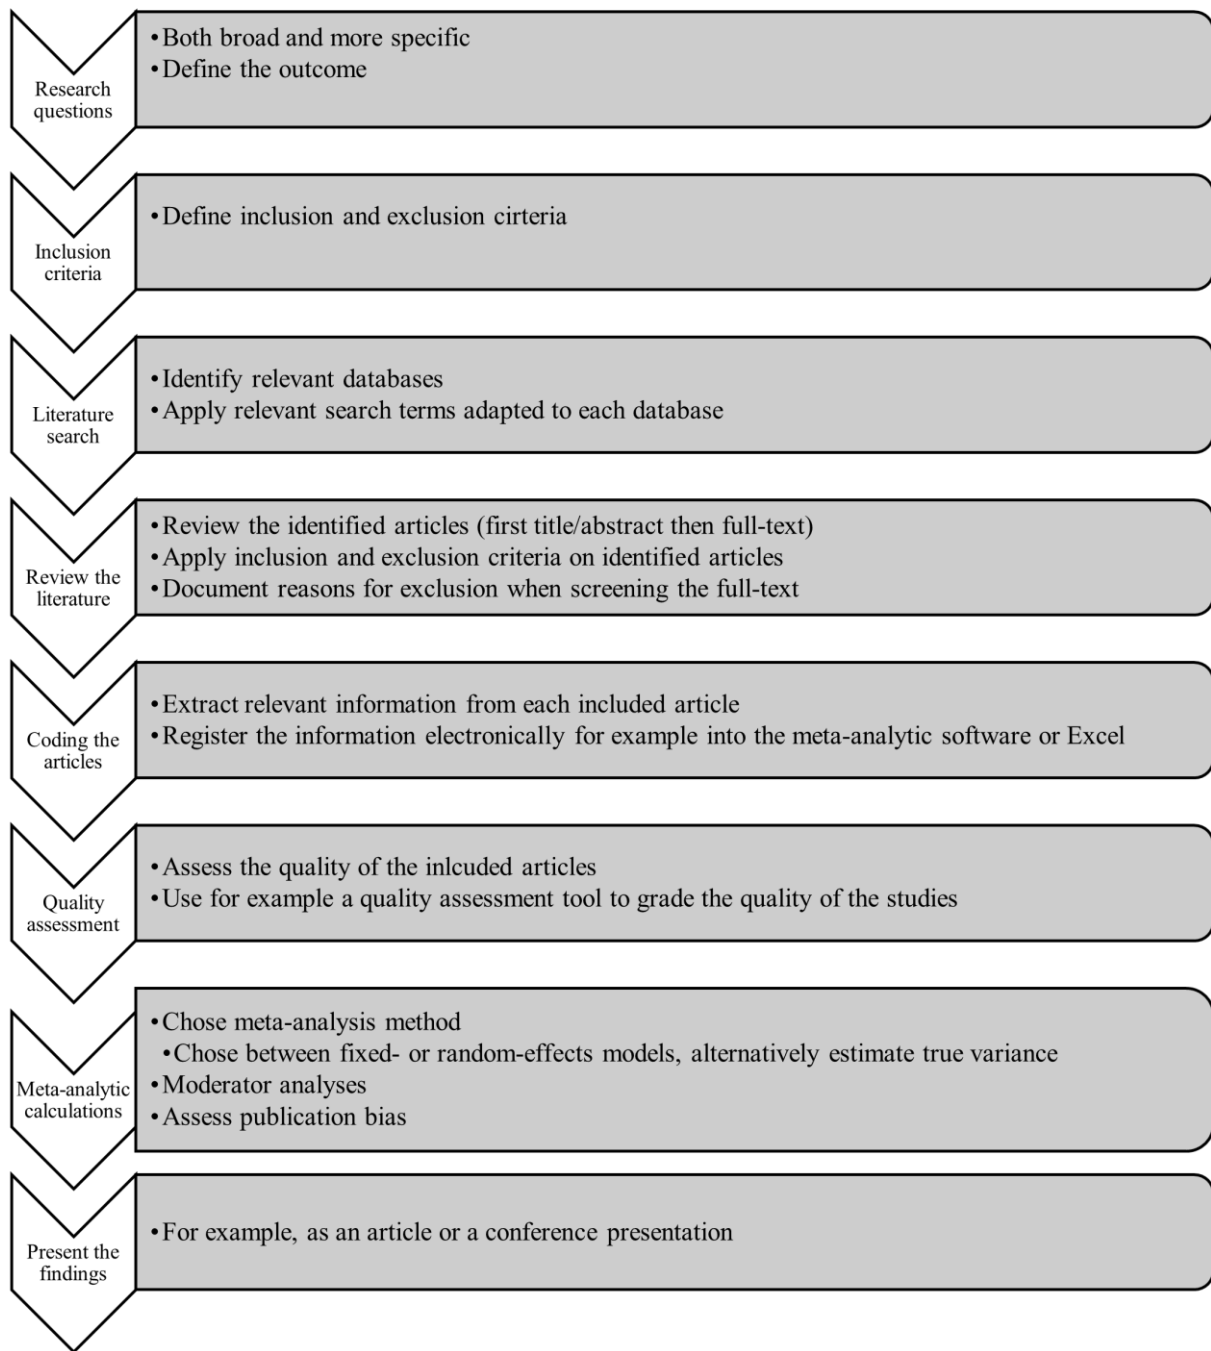 Research
questions
•Both broad and more specific
•Define the outcome
Inclusion
criteria
•Define inclusion and exclusion cirteria
Literature
search
•Identify relevant databases
•Apply relevant search terms adapted to each database
Review the
literature
•Review the identified articles (first title/abstract then full-text)
•Apply inclusion and exclusion criteria on identified articles
•Document reasons for exclusion when screening the full-text
Coding the
articles
•Extract relevant information from each included article
•Register the information electronically for example into the meta-analytic software or Excel
Quality
assessment
•Assess the quality of the inlcuded articles
•Use for example a quality assessment tool to grade the quality of the studies
Meta-analytic
calculations
•Chose meta-analysis method
•Chose between fixed- or random-effects models, alternatively estimate true variance
•Moderator analyses
•Assess publication bias
Present the
findings
•For example, as an article or a conference presentation